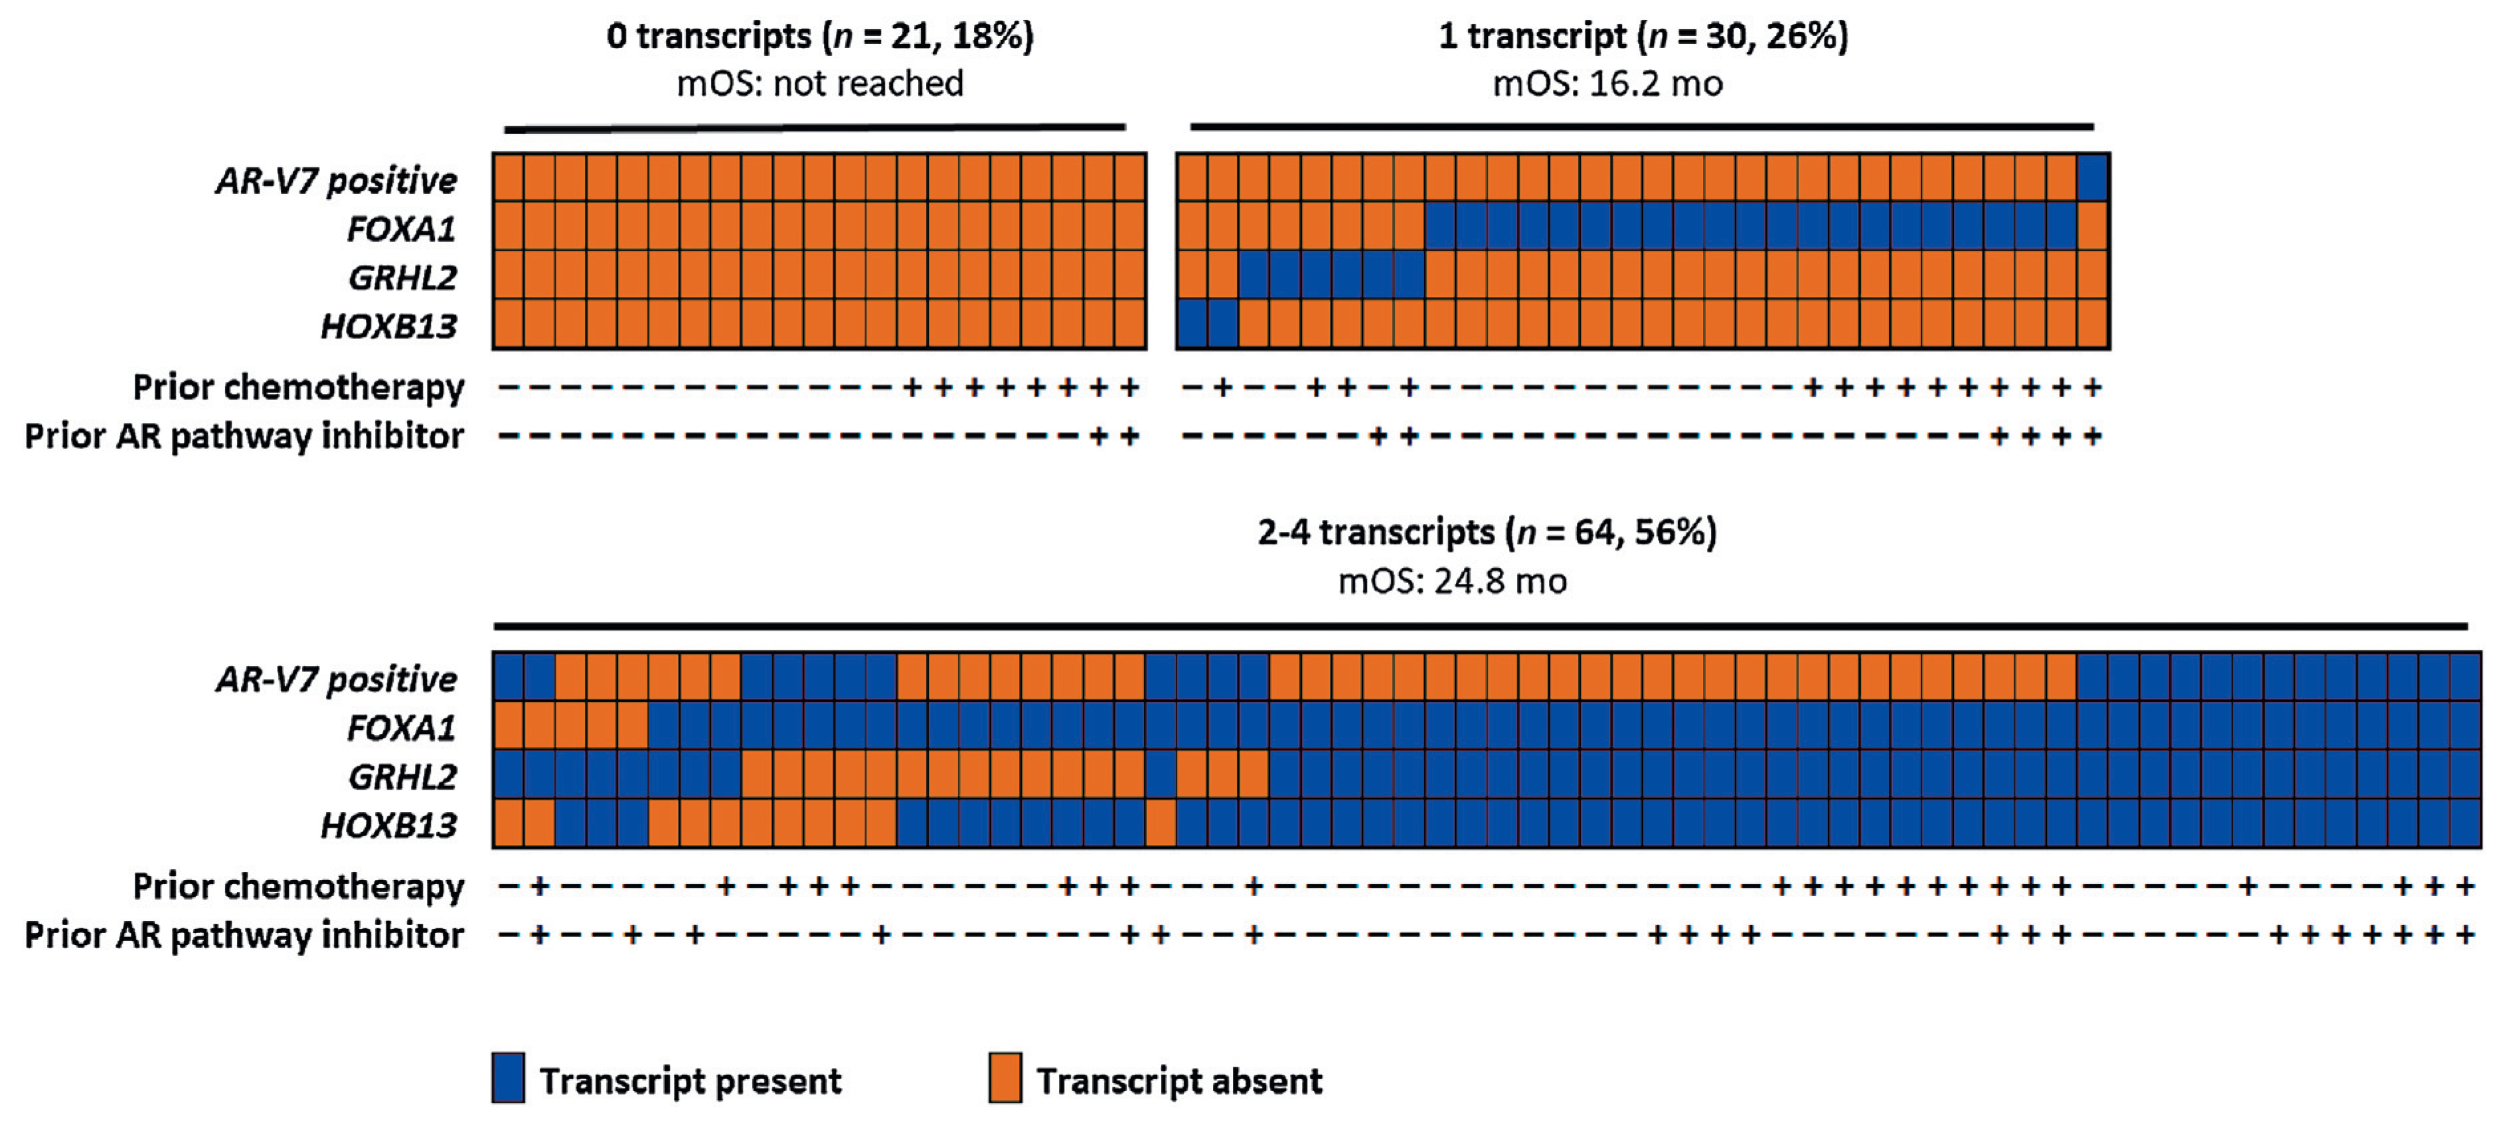 0 transcripts (n = 21, 18%)
mOS: not reached
1 transcript (n = 30, 26%)
mOS: 16.2 mo
AR-V7 positive
FOXA1
GRHL2
HOXB13
Prior chemotherapy − − − − − − − − − − − − − + + + + + + + + − + − − + + − + − − − − − − − − − − − − + + + + + + + + + +
Prior AR pathway inhibitor − − − − − − − − − − − − − − − − − − − + + − − − − − − + + − − − − − − − − − − − − − − − − − − + + + +
2-4 transcripts (n = 64, 56%)
mOS: 24.8 mo
AR-V7 positive
FOXA1
GRHL2
HOXB13
Prior chemotherapy − + − − − − − + − + + + − − − − − − + + + − − − + − − − − − − − − − − − − − − − − + + + + + + + + + + − − − − − + − − − − + + +
Prior AR pathway inhibitor − + − − + − + − − − − − + − − − − − − − + + − − + − − − − − − − − − − − − + + + + − − − − − − − + + + − − − − − − + + + + + + +
Transcript present
Transcript absent